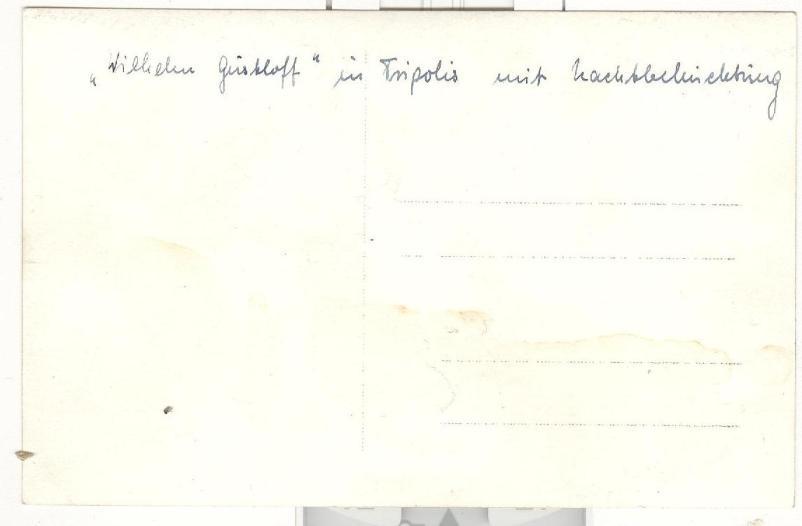 „Wilhelm Gustloff“ in Tripolis mit Nachtbeleuchtung